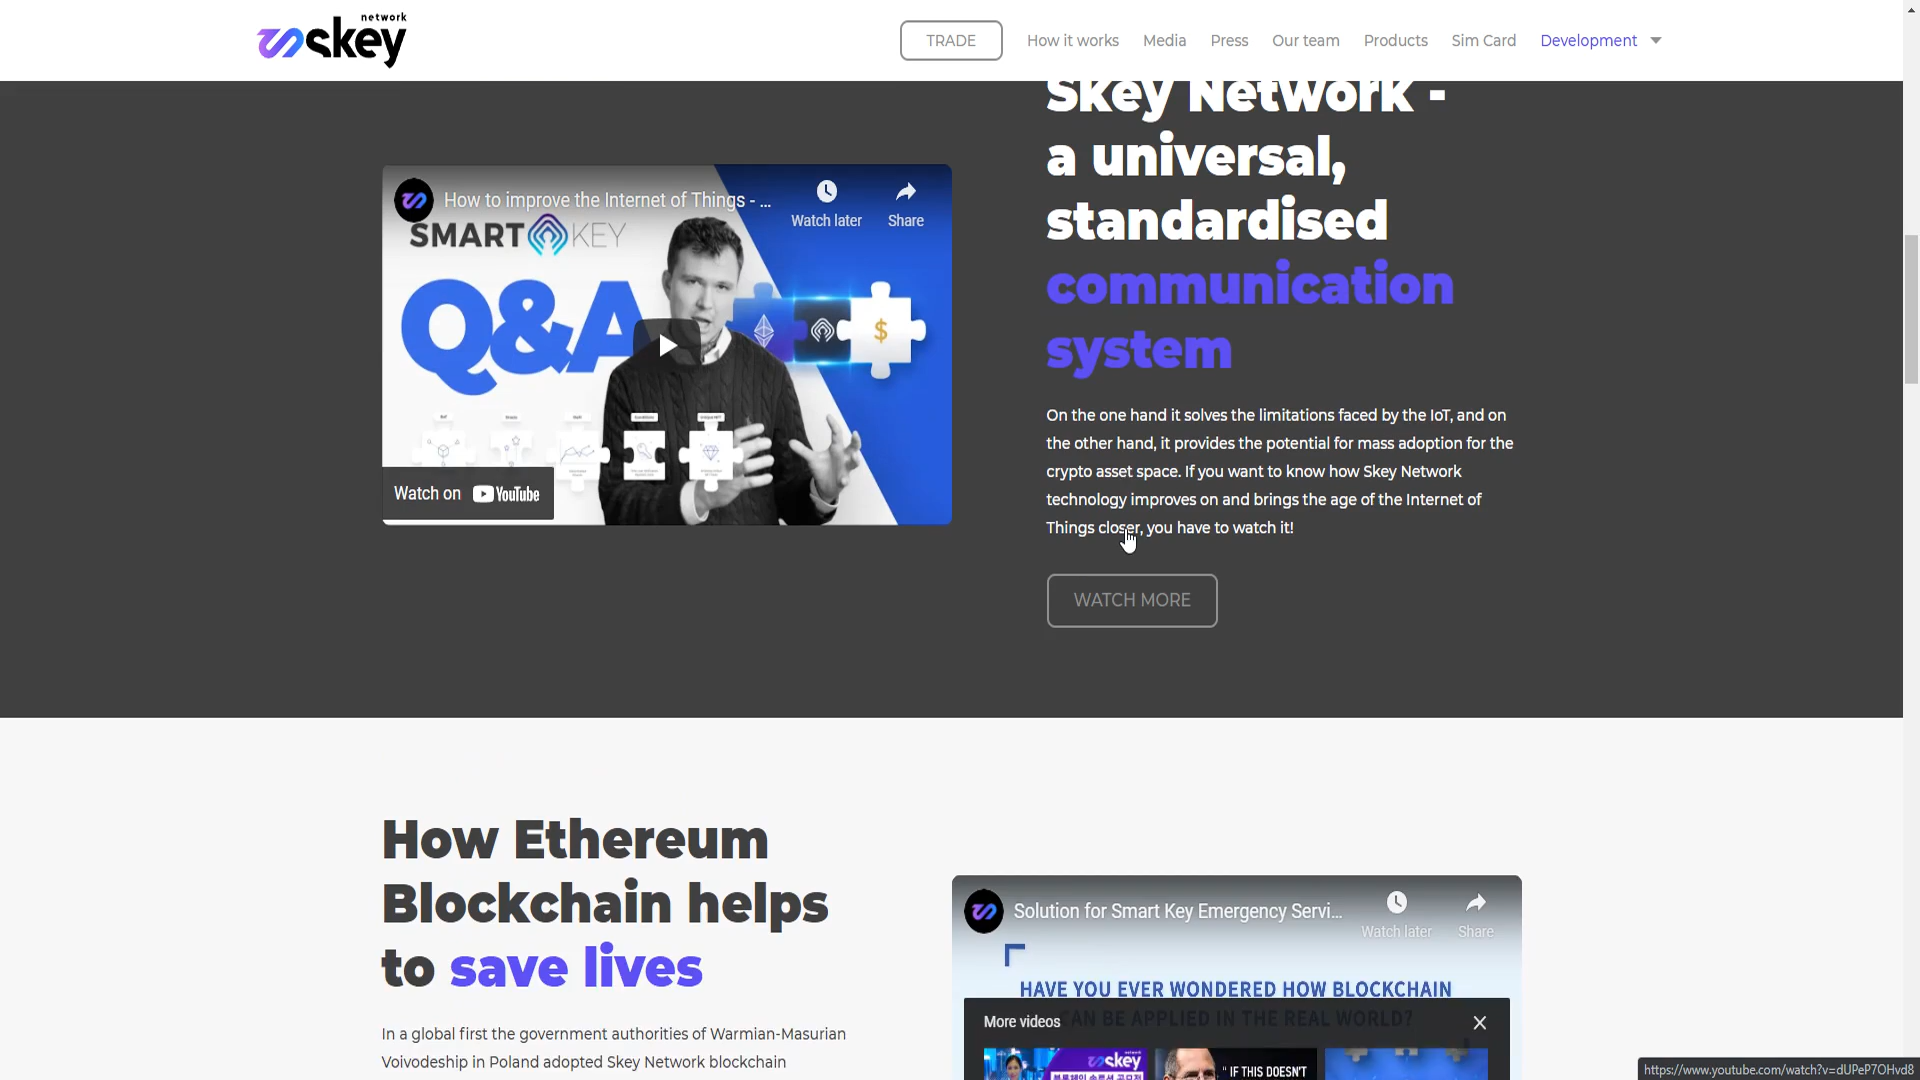 network
skey
TRADE
How it works
Media
Press
Our team
Products
Sim Card
Development
Skey Network -
a universal,
standardised
communication
system
How to improve the Internet of Things - ...
Watch later
Share
SMART KEY
Q&A
$
Watch on YouTube
On the one hand it solves the limitations faced by the IoT, and on
the other hand, it provides the potential for mass adoption for the
crypto asset space. If you want to know how Skey Network
technology improves on and brings the age of the Internet of
Things closer, you have to watch it!
WATCH MORE
How Ethereum
Blockchain helps
to save lives
In a global first the government authorities of Warmian-Masurian
Voivodeship in Poland adopted Skey Network blockchain
Solution for Smart Key Emergency Servi...
Watch later
Share
HAVE YOU EVER WONDERED HOW BLOCKCHAIN
CAN BE APPLIED IN THE REAL WORLD?
More videos
skey
" IF THIS DOESN'T
https://www.youtube.com/watch?v=dUPeP7OHvd8